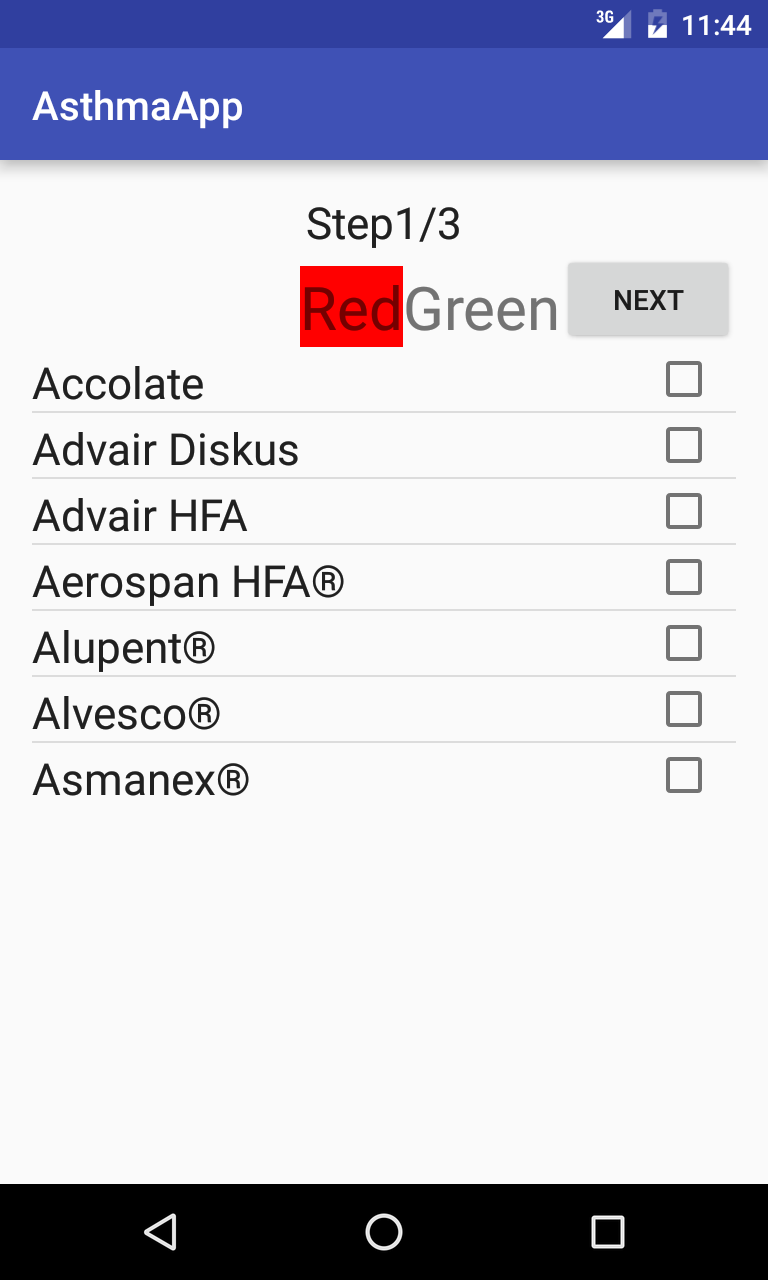 3G 11:44
AsthmaApp
Step1/3
RedGreen NEXT
Accolate
Advair Diskus
Advair HFA
Aerospan HFA®
Alupent®
Alvesco®
Asmanex®